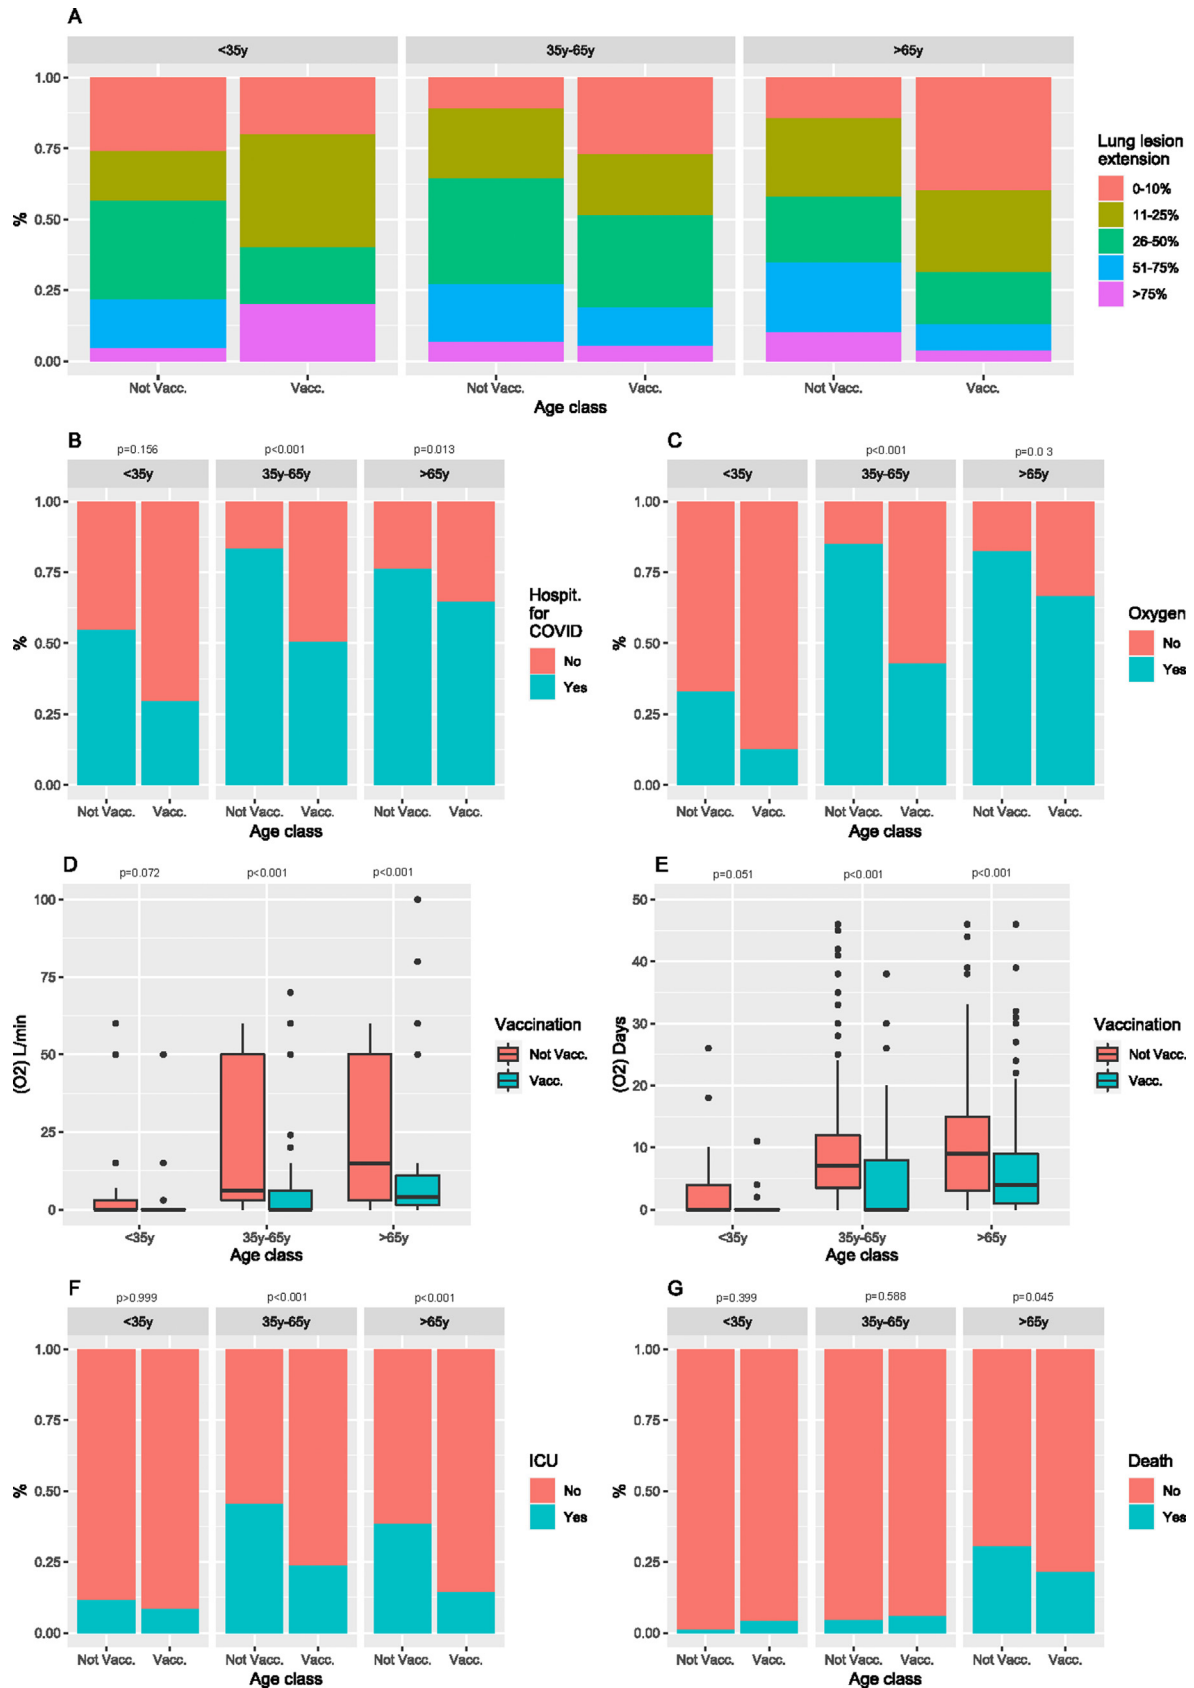 A
<35y
35y-65y
>65y
1.00
0.75
0.50
0.25
0.00
%
Not Vacc.
Vacc.
Not Vacc.
Vacc.
Not Vacc.
Vacc.
Age class
Lung lesion
extension
0-10%
11-25%
26-50%
51-75%
>75%
B
p=0.156
p<0.001
p=0.013
<35y
35y-65y
>65y
1.00
0.75
0.50
0.25
0.00
%
Not Vacc.
Vacc.
Not Vacc.
Vacc.
Not Vacc.
Vacc.
Age class
Hospit.
for
COVID
No
Yes
C
p<0.001
p=0.0 3
<35y
35y-65y
>65y
1.00
0.75
0.50
0.25
0.00
%
Not Vacc.
Vacc.
Not Vacc.
Vacc.
Not Vacc.
Vacc.
Age class
Oxygen
No
Yes
D
p=0.072
p<0.001
p<0.001
100
75
50
25
0
(O2) L/min
<35y
35y-65y
>65y
Age class
Vaccination
Not Vacc.
Vacc.
E
p=0.051
p<0.001
p<0.001
50
40
30
20
10
0
(O2) Days
<35y
35y-65y
>65y
Age class
Vaccination
Not Vacc.
Vacc.
F
p>0.999
p<0.001
p<0.001
<35y
35y-65y
>65y
1.00
0.75
0.50
0.25
0.00
%
Not Vacc.
Vacc.
Not Vacc.
Vacc.
Not Vacc.
Vacc.
Age class
ICU
No
Yes
G
p=0.399
p=0.588
p=0.045
<35y
35y-65y
>65y
1.00
0.75
0.50
0.25
0.00
%
Not Vacc.
Vacc.
Not Vacc.
Vacc.
Not Vacc.
Vacc.
Age class
Death
No
Yes